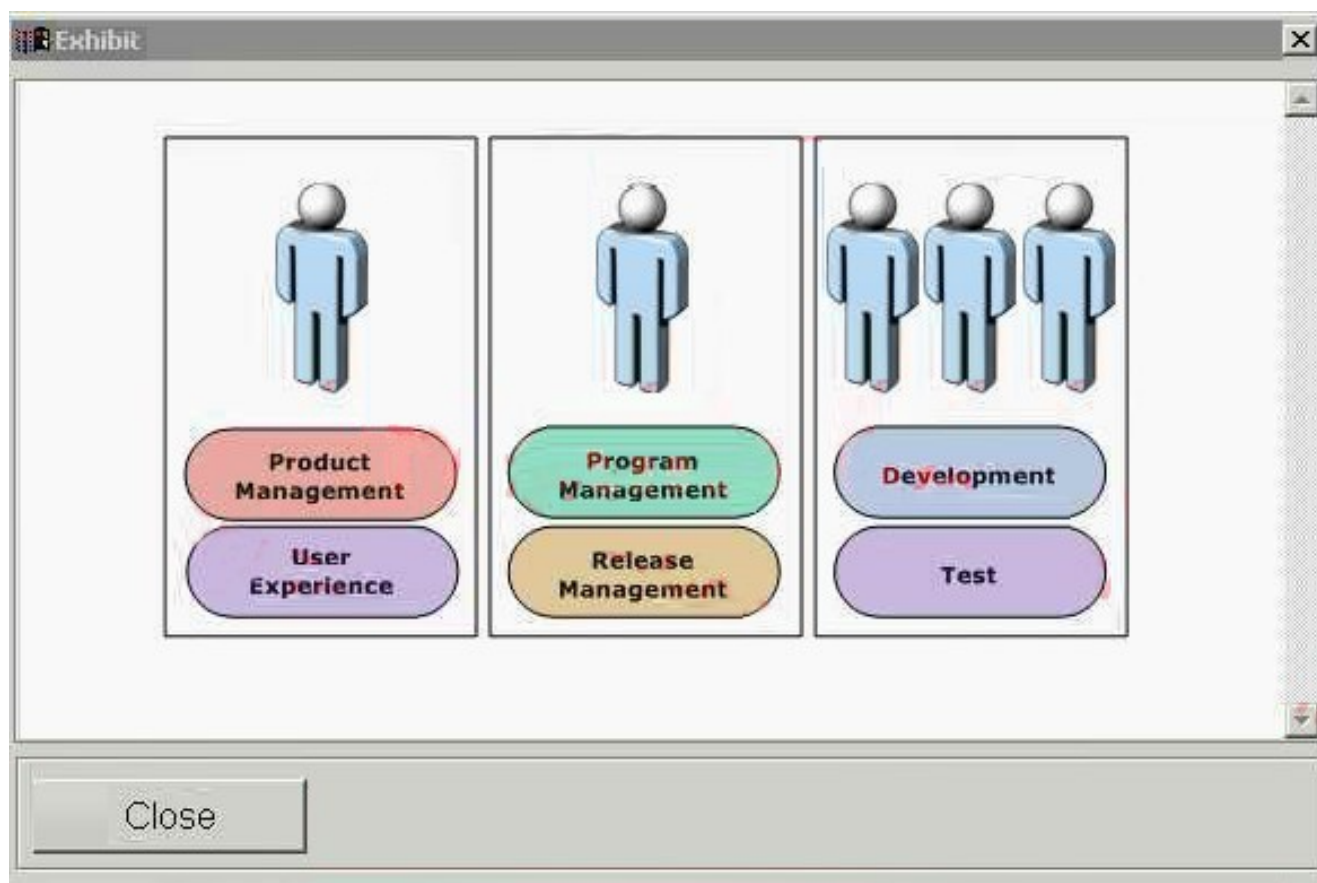 Exhibit
Product
Management
User
Experience
Program
Management
Release
Management
Development
Test
Close